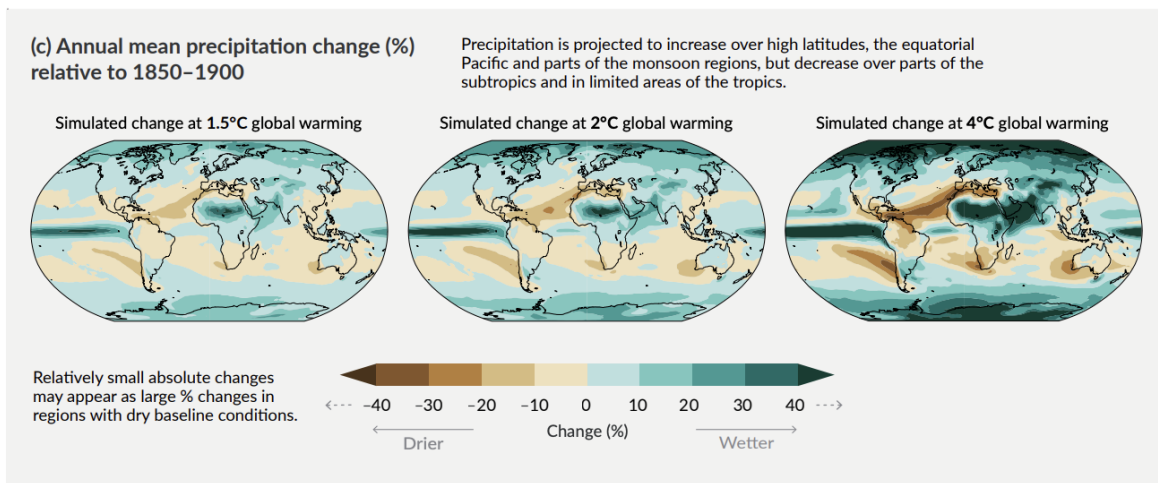 (c) Annual mean precipitation change (%)
relative to 1850–1900
Precipitation is projected to increase over high latitudes, the equatorial
Pacific and parts of the monsoon regions, but decrease over parts of the
subtropics and in limited areas of the tropics.
Simulated change at 1.5°C global warming
Simulated change at 2°C global warming
Simulated change at 4°C global warming
Relatively small absolute changes
may appear as large % changes in
regions with dry baseline conditions.
–40 –30 –20 –10 0 10 20 30 40
Change (%)
Drier
Wetter